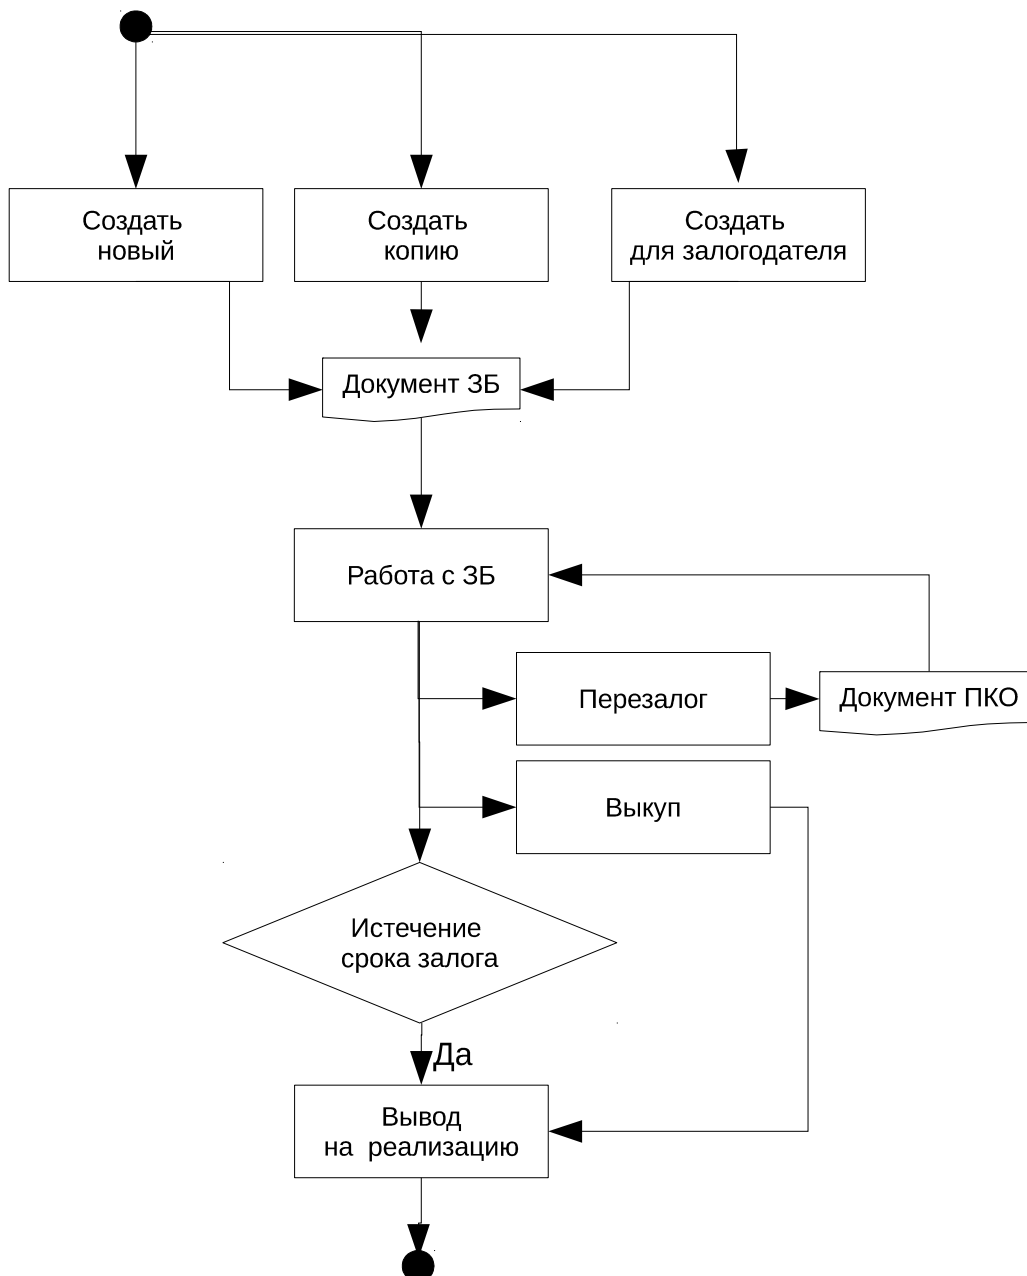 Создать
новый
Создать
копию
Создать
для залогодателя
Документ ЗБ
Работа с ЗБ
Перезалог
Документ ПКО
Выкуп
Истечение
срока залога
Да
Вывод
на  реализацию